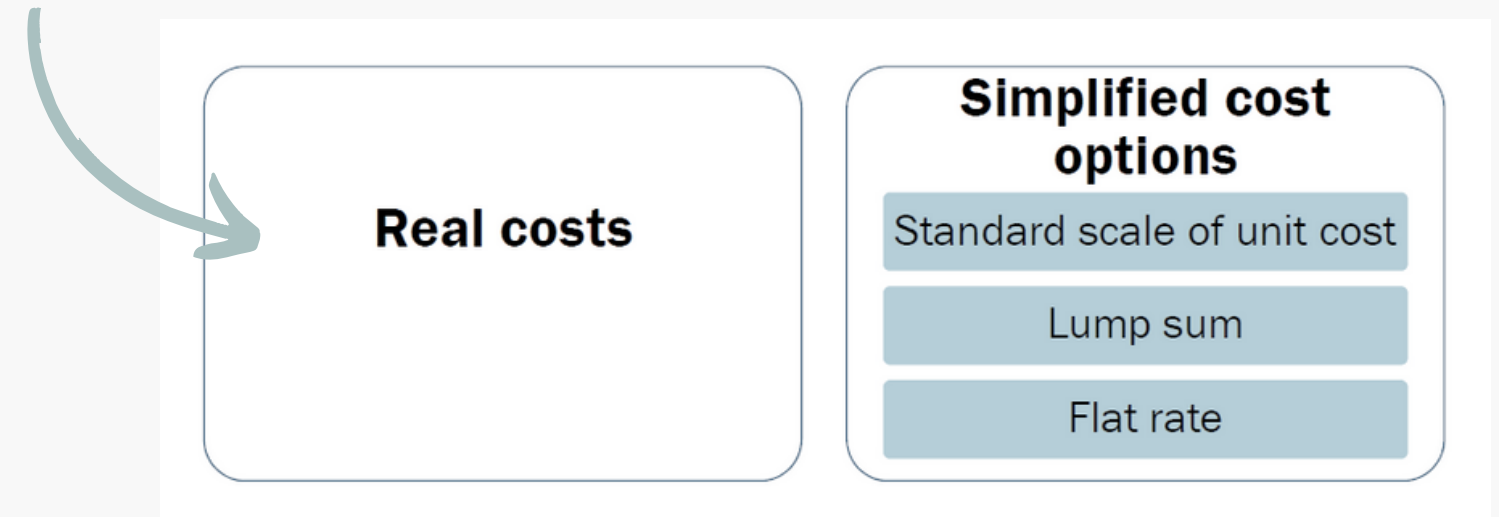 Real costs
Simplified cost
options
Standard scale of unit cost
Lump sum
Flat rate